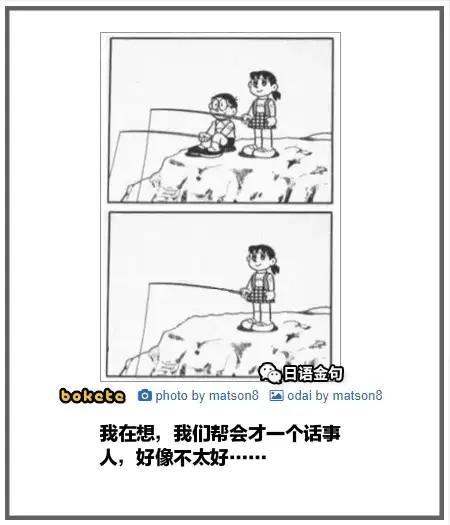 日语金句
bokete photo by matson8 odai by matson8
我在想，我们帮会才一个话事
人，好像不太好……